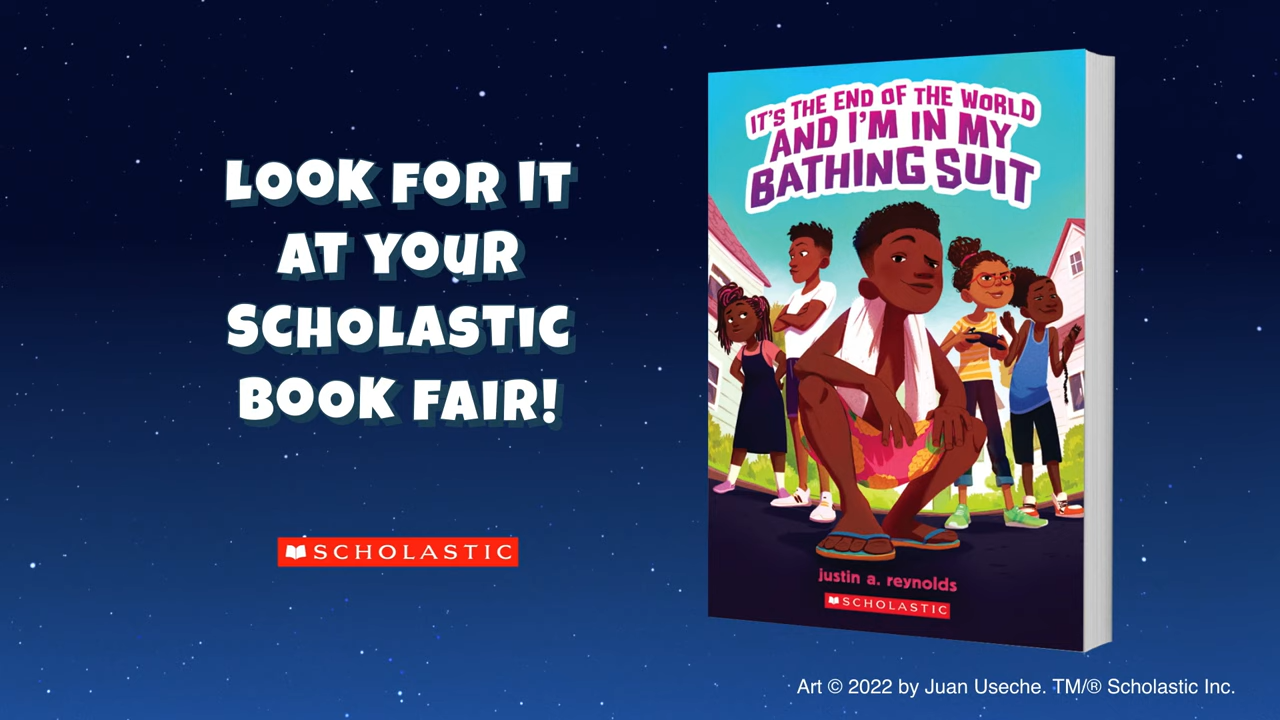 LOOK FOR IT
AT YOUR
SCHOLASTIC
BOOK FAIR!
SCHOLASTIC
IT'S THE END OF THE WORLD
AND I'M IN MY
BATHING SUIT
justin a. reynolds
SCHOLASTIC
Art © 2022 by Juan Useche. TM/® Scholastic Inc.